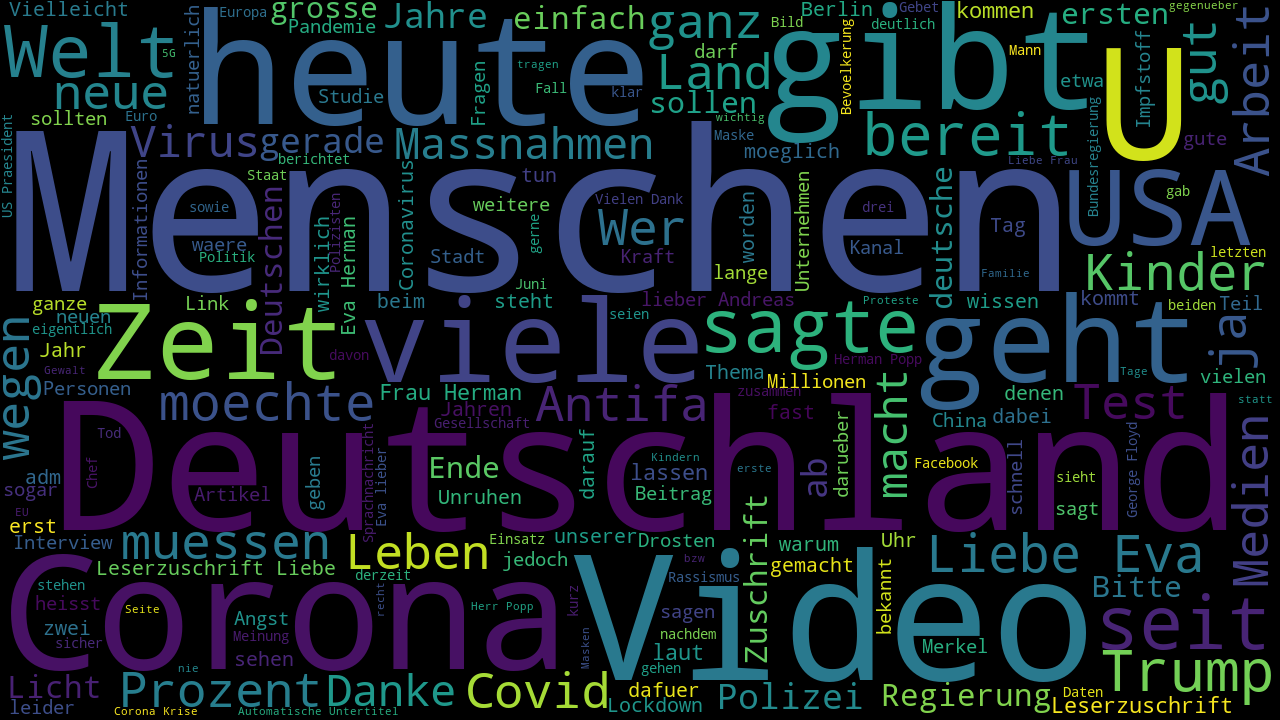 Vielleicht
Europa
grosse
Pandemie
Jahre
einfach
ganz
Bild
Berlin
Gebet
deutlich
kommen
ersten
gegenueber
Welt
5G
natuerlich
heute
Studie
Fragen
tragen
Fall
klar
Land
darf
sollen
wichtig
gibt
Bevoelkerung
Mann
etwa
U
Impfstoff
gut
Arbeit
neue
sollten
Euro
Virus
gerade
berichtet
Staat
Massnahmen
Maske
moeglich
bereit
Liebe Frau
Bundesregierung
gute
US Praesident
Menschen
Informationen
sowie
waere
Politik
Deutschen
wirklich
Polizisten
Eva Herman
Coronavirus
tun
weitere
Stadt
gerne
Juni
Vielen Dank
Wer
Kraft
worden
lange
Unternehmen
drei
Kanal
deutsche
Tag
Familie
USA
gab
letzten
Kinder
ganze
neuen
eigentlich
Jahr
Gewalt
Personen
Link
Zeit
davon
beim
viele
steht
seien
lieber Andreas
sagte
Proteste
Herman Popp
geht
wissen
kommt
beiden
Teil
Tage
ja
vielen
wegen
moechte
Frau Herman
Jahren
Gesellschaft
Antifa
Thema
Millionen
zusammen
fast
macht
China
dabei
denen
Test
statt
Medien
Tod
Chef
adm
sogar
EU
erst
Deutschland
Artikel
geben
Sprachnachricht
Eva lieber
Ende
Unruhen
darauf
Kindern
lassen
Beitrag
erste
ab
darueber
Facebook
schnell
sieht
sagt
George Floyd
Interview
muessen
Leben
Einsatz
jedoch
unserer
Drosten
bzw
zuschrift
warum
gemacht
Uhr
Liebe
Eva
Bitte
Leserzuschrift Liebe
derzeit
stehen
heisst
zwei
sicher
Seite
Corona
Angst
Meinung
sehen
recht
Herr Popp
kurz
Masken
Video
Rassismus
sagen
nachdem
laut
gehen
bekannt
Merkel
seit
Trump
nie
Licht
leider
Prozent
Corona Krise
Automatische Untertitel
Danke
Covid
dafuer
Lockdown
Polizei
Regierung
Daten
Leserzuschrift